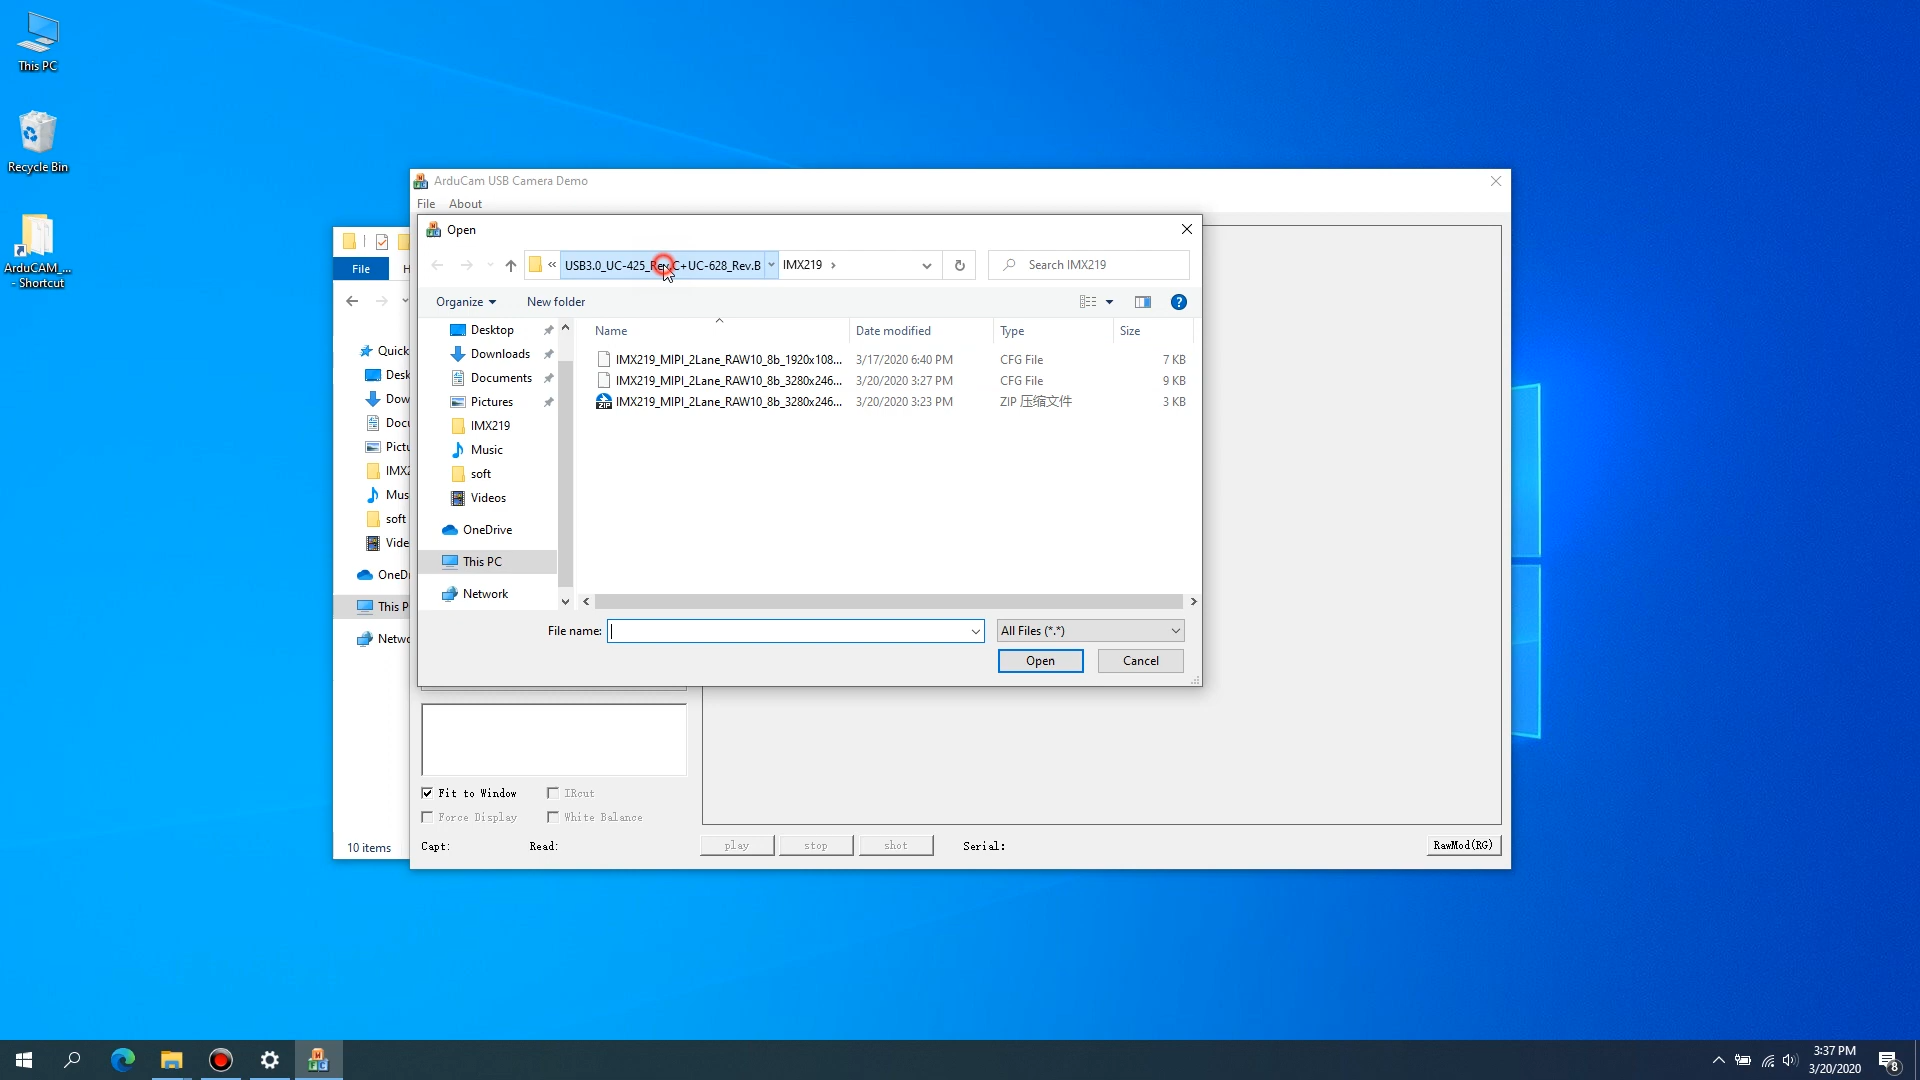 This PC
Recycle Bin
ArduCAM_...
- Shortcut
ArduCam USB Camera Demo
File About
Open
« USB3.0_UC-425_Rev.C+UC-628_Rev.B IMX219
Search IMX219
Organize New folder
Name Date modified Type Size
IMX219_MIPI_2Lane_RAW10_8b_1920x108... 3/17/2020 6:40 PM CFG File 7 KB
IMX219_MIPI_2Lane_RAW10_8b_3280x246... 3/20/2020 3:27 PM CFG File 9 KB
IMX219_MIPI_2Lane_RAW10_8b_3280x246... 3/20/2020 3:23 PM ZIP 压缩文件 3 KB
Desktop
Downloads
Documents
Pictures
IMX219
Music
soft
Videos
OneDrive
This PC
Network
File name: All Files (*.*)
Open Cancel
File H
Quick
Desk
Dow
Docu
Pictu
IMX2
Mus
soft
Vide
OneD
This P
Netwo
10 items
Fit to Window IRcut
Force Display White Balance
Capt: Read: play stop shot Serial: RawMod(RG)
3:37 PM
3/20/2020
8